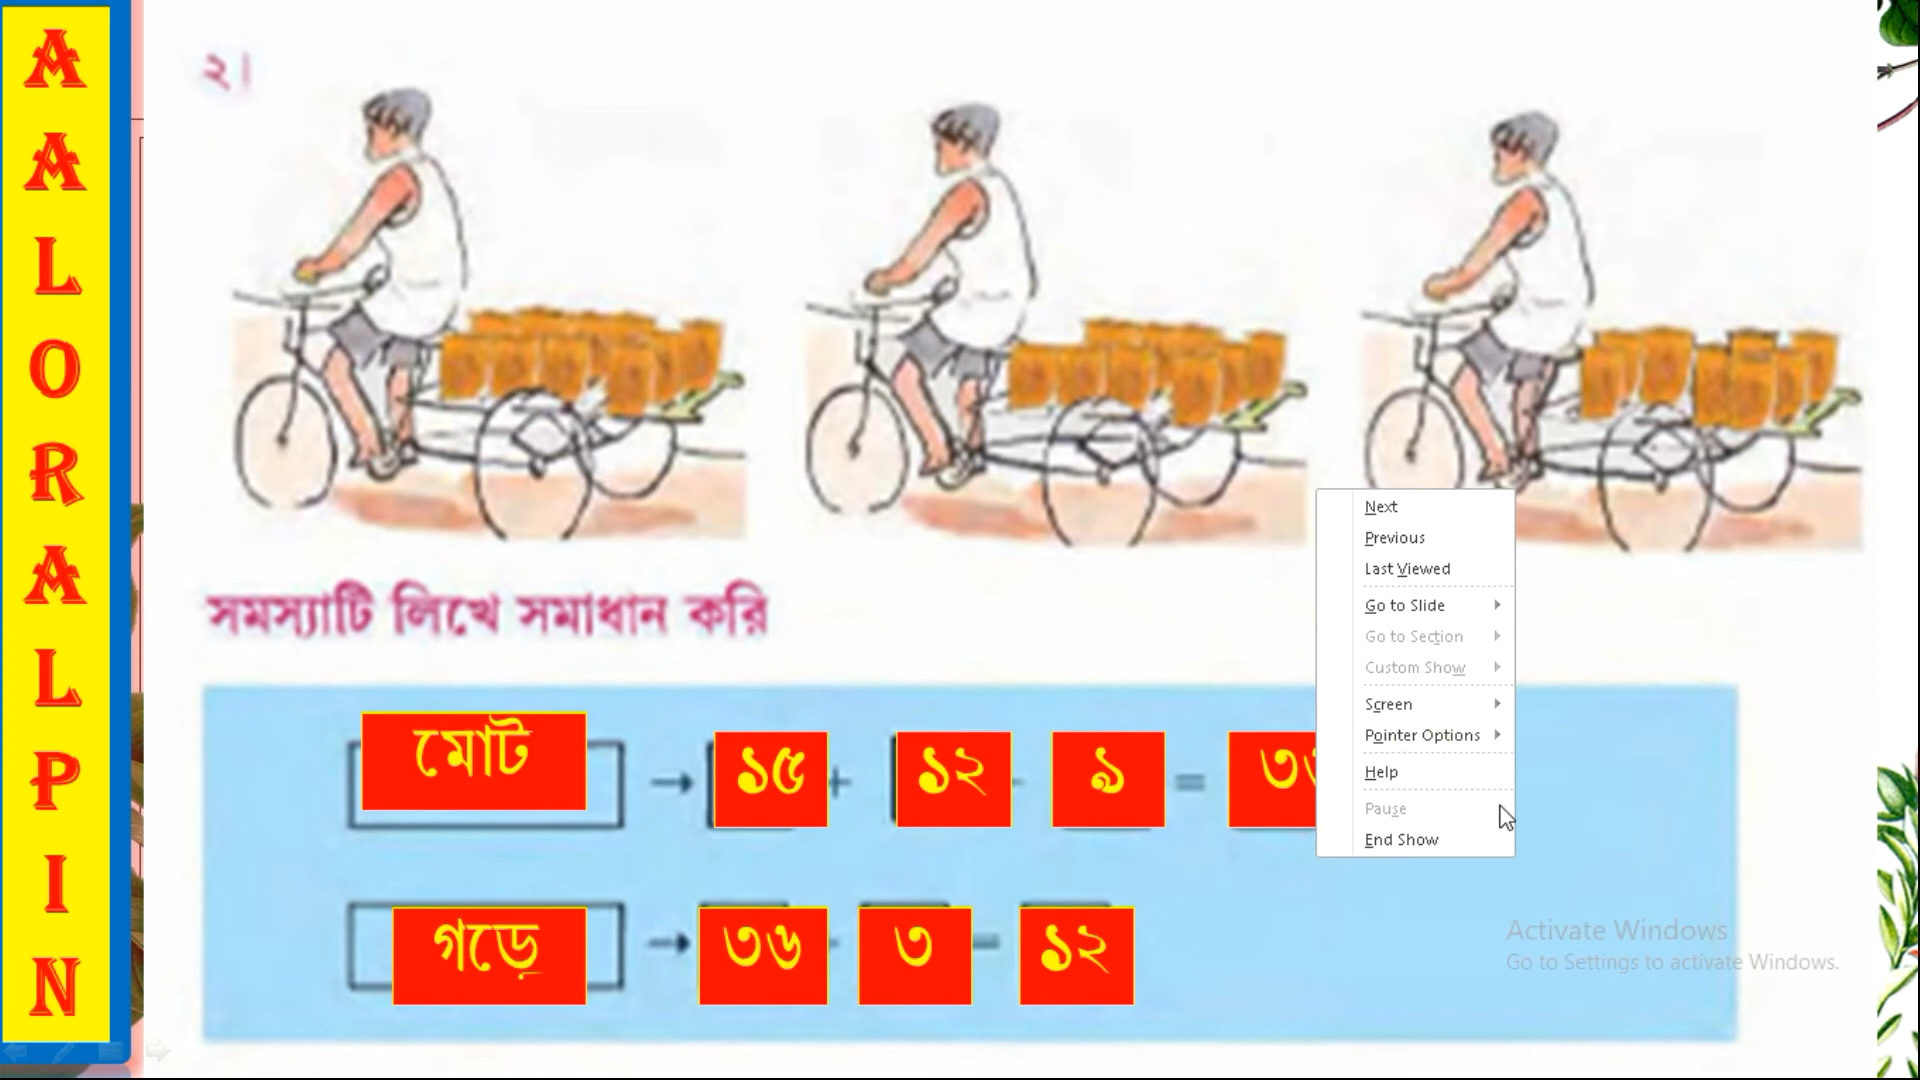 AALORALPIN
২।
সমস্যাটি লিখে সমাধান করি
মোট → ১৫ + ১২ ৯ =
গড়ে → ৩৬ ৩ = ১২
Next
Previous
Last Viewed
Go to Slide
Go to Section
Custom Show
Screen
Pointer Options
Help
Pause
End Show
Activate Windows
Go to Settings to activate Windows.